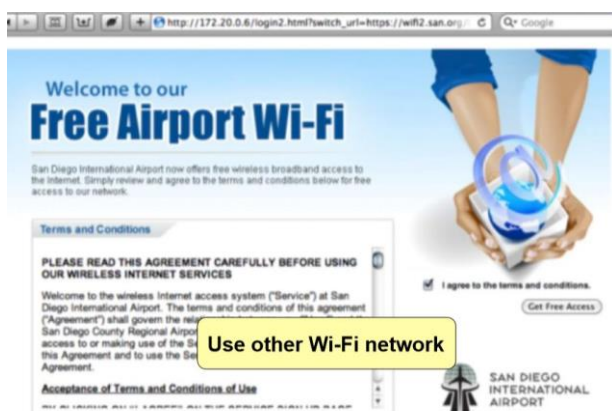 http://172.20.0.6/login2.html?switch_url=https://wifi2.san.org/
Google
Welcome to our
Free Airport Wi-Fi
San Diego International Airport now offers free wireless broadband access to
the Internet. Simply review and agree to the terms and conditions below for free
access to our network.
Terms and Conditions
PLEASE READ THIS AGREEMENT CAREFULLY BEFORE USING
OUR WIRELESS INTERNET SERVICES
Welcome to the wireless Internet access system ("Service") at San
Diego International Airport. The terms and conditions of this agreement
("Agreement") shall govern the
San Diego County Regional Airpor
access to or making use of the Se
this Agreement and to use the Se
Agreement.
Acceptance of Terms and Conditions of Use
I agree to the terms and conditions.
Get Free Access
Use other Wi-Fi network
SAN DIEGO
INTERNATIONAL
AIRPORT